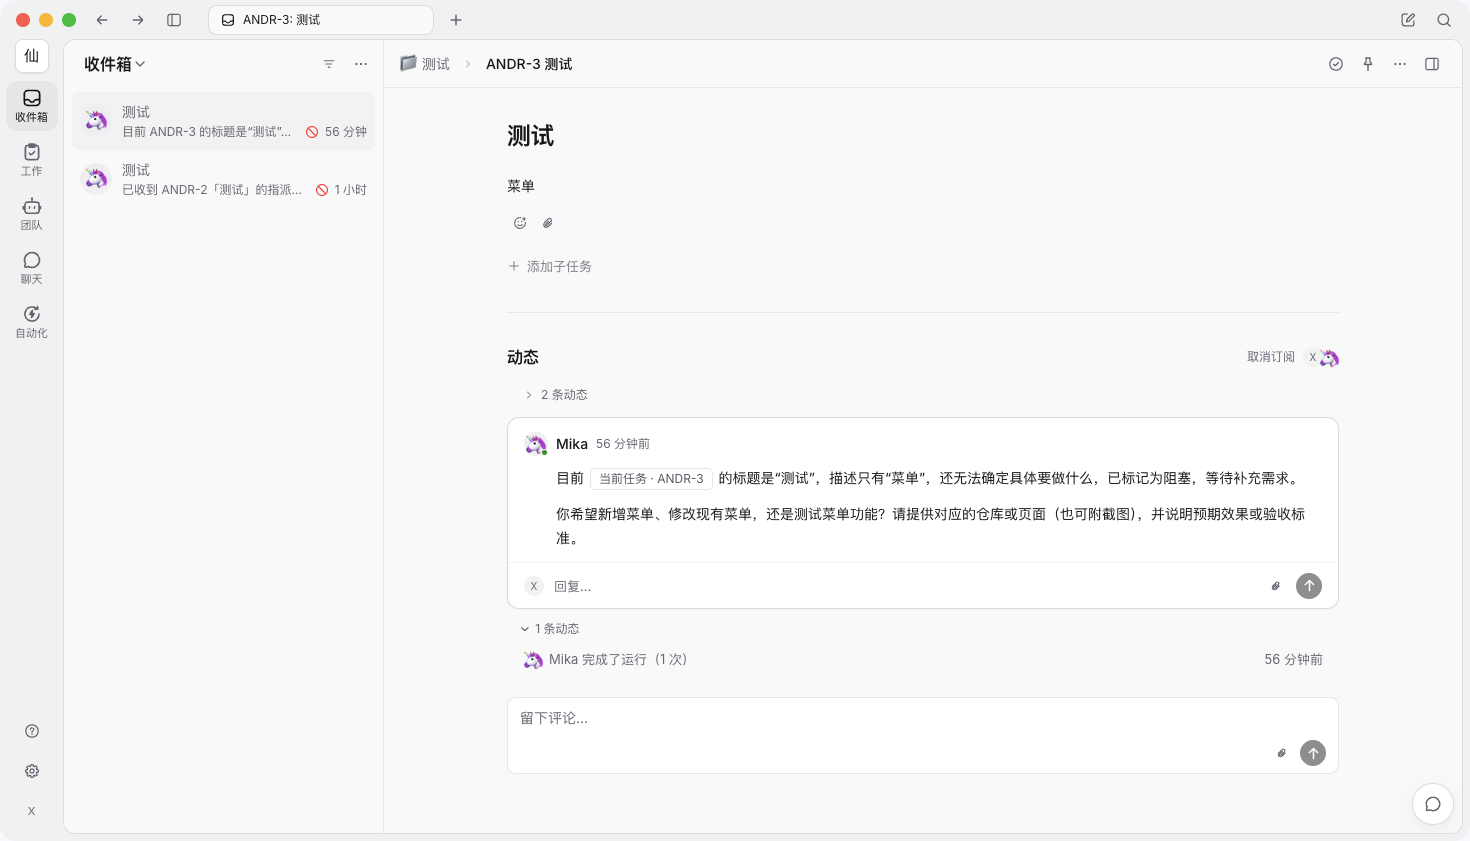 ANDR-3: 测试
仙
收件箱
工作
团队
聊天
自动化
X
收件箱
测试
目前 ANDR-3 的标题是“测试”... 56 分钟
测试
已收到 ANDR-2「测试」的指派... 1 小时
测试 › ANDR-3 测试
测试
菜单
添加子任务
动态
取消订阅 X
2 条动态
Mika 56 分钟前
目前 当前任务 · ANDR-3 的标题是“测试”，描述只有“菜单”，还无法确定具体要做什么，已标记为阻塞，等待补充需求。
你希望新增菜单、修改现有菜单，还是测试菜单功能？请提供对应的仓库或页面（也可附截图），并说明预期效果或验收标
准。
X 回复...
1 条动态
Mika 完成了运行（1 次） 56 分钟前
留下评论...